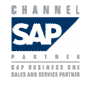 CHANNEL
SAP
PARTNER
SAP BUSINESS ONE
SALES AND SERVICE PARTNER